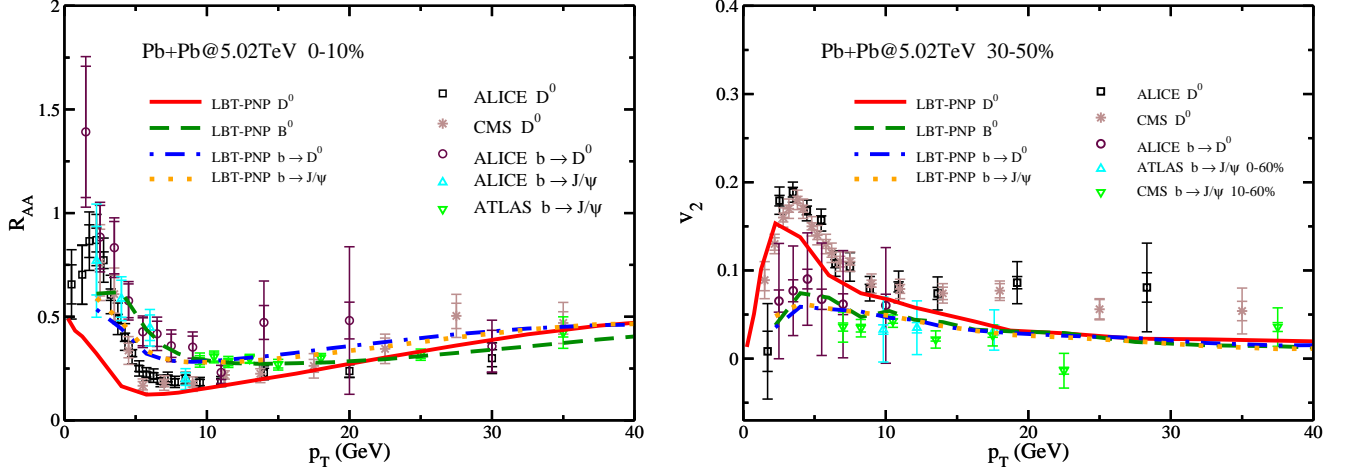 Pb+Pb@5.02TeV 0-10%
LBT-PNP D⁰
LBT-PNP B⁰
LBT-PNP b→D⁰
LBT-PNP b→J/ψ
ALICE D⁰
CMS D⁰
ALICE b→D⁰
ALICE b→J/ψ
ATLAS b→J/ψ
R_AA
2
1.5
1
0.5
0
0 10 20 30 40
p_T (GeV)
Pb+Pb@5.02TeV 30-50%
LBT-PNP D⁰
LBT-PNP B⁰
LBT-PNP b→D⁰
LBT-PNP b→J/ψ
ALICE D⁰
CMS D⁰
ALICE b→D⁰
ATLAS b→J/ψ 0-60%
CMS b→J/ψ 10-60%
v₂
0.4
0.3
0.2
0.1
0
0 10 20 30 40
p_T (GeV)